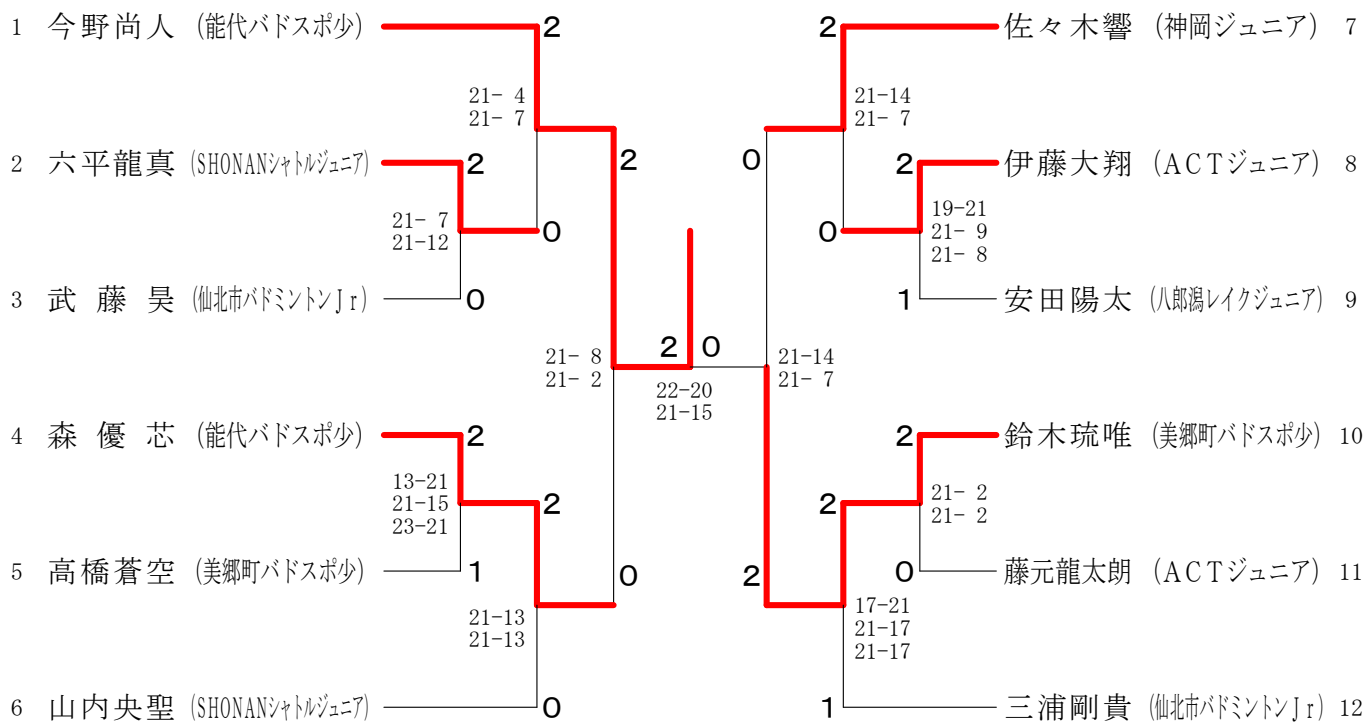 1 今野尚人 (能代バドスポ少) 2
2 佐々木響 (神岡ジュニア) 7
21- 4
21- 7
21-14
21- 7
2 六平龍真 (SHONANシャトルジュニア) 2
2
0
2 伊藤大翔 (ACTジュニア) 8
21- 7
21-12
0
0
19-21
21- 9
21- 8
3 武藤昊 (仙北市バドミントンJr) 0
1 安田陽太 (八郎潟レイクジュニア) 9
21- 8
21- 2
2 0
22-20
21-15
21-14
21- 7
4 森優芯 (能代バドスポ少) 2
2 鈴木琉唯 (美郷町バドスポ少) 10
13-21
21-15
23-21
2
2
21- 2
21- 2
5 高橋蒼空 (美郷町バドスポ少) 1
0
2
0 藤元龍太朗 (ACTジュニア) 11
21-13
21-13
17-21
21-17
21-17
6 山内央聖 (SHONANシャトルジュニア) 0
1 三浦剛貴 (仙北市バドミントンJr) 12